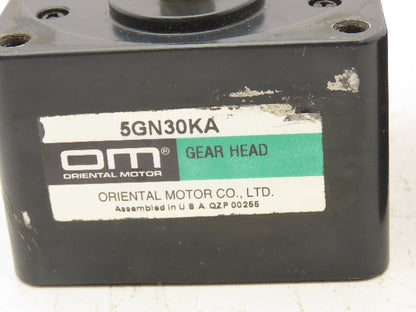 5GN30KA
om®
ORIENTAL MOTOR
GEAR HEAD
ORIENTAL MOTOR CO., LTD.
Assembled in U S A. QZP 00255